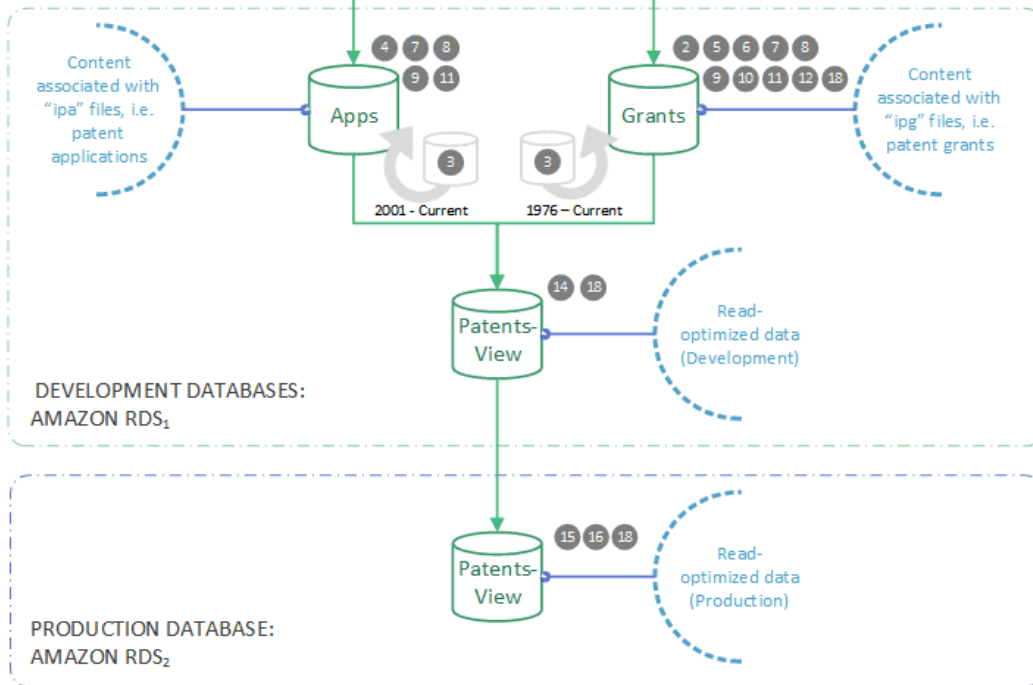 4 7 8
9 11
2 5 6 7 8
9 10 11 12 18
Content
associated with
“ipa” files, i.e.
patent
applications
Apps
3
2001 - Current
Grants
3
1976 – Current
Content
associated with
“ipg” files, i.e.
patent grants
14 18
Patents-
View
Read-
optimized data
(Development)
DEVELOPMENT DATABASES:
AMAZON RDS₁
15 16 18
Patents-
View
Read-
optimized data
(Production)
PRODUCTION DATABASE:
AMAZON RDS₂